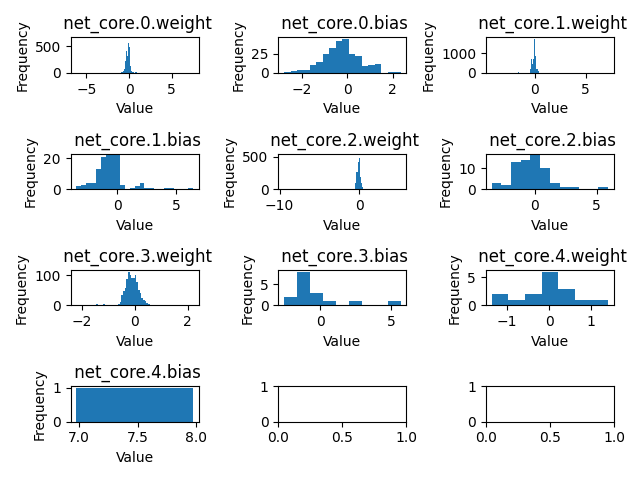 net_core.0.weight
net_core.0.bias
net_core.1.weight
Frequency
500
0
−5
0
5
Value
Frequency
25
0
−2
0
2
Value
Frequency
1000
0
0
5
Value
net_core.1.bias
net_core.2.weight
net_core.2.bias
Frequency
20
0
0
5
Value
Frequency
500
0
−10
0
Value
Frequency
10
0
0
5
Value
net_core.3.weight
net_core.3.bias
net_core.4.weight
Frequency
100
0
−2
0
2
Value
Frequency
5
0
0
5
Value
Frequency
5
0
−1
0
1
Value
net_core.4.bias
Frequency
1
0
7.0
7.5
8.0
Value
1
0
0.0
0.5
1.0
1
0
0.0
0.5
1.0